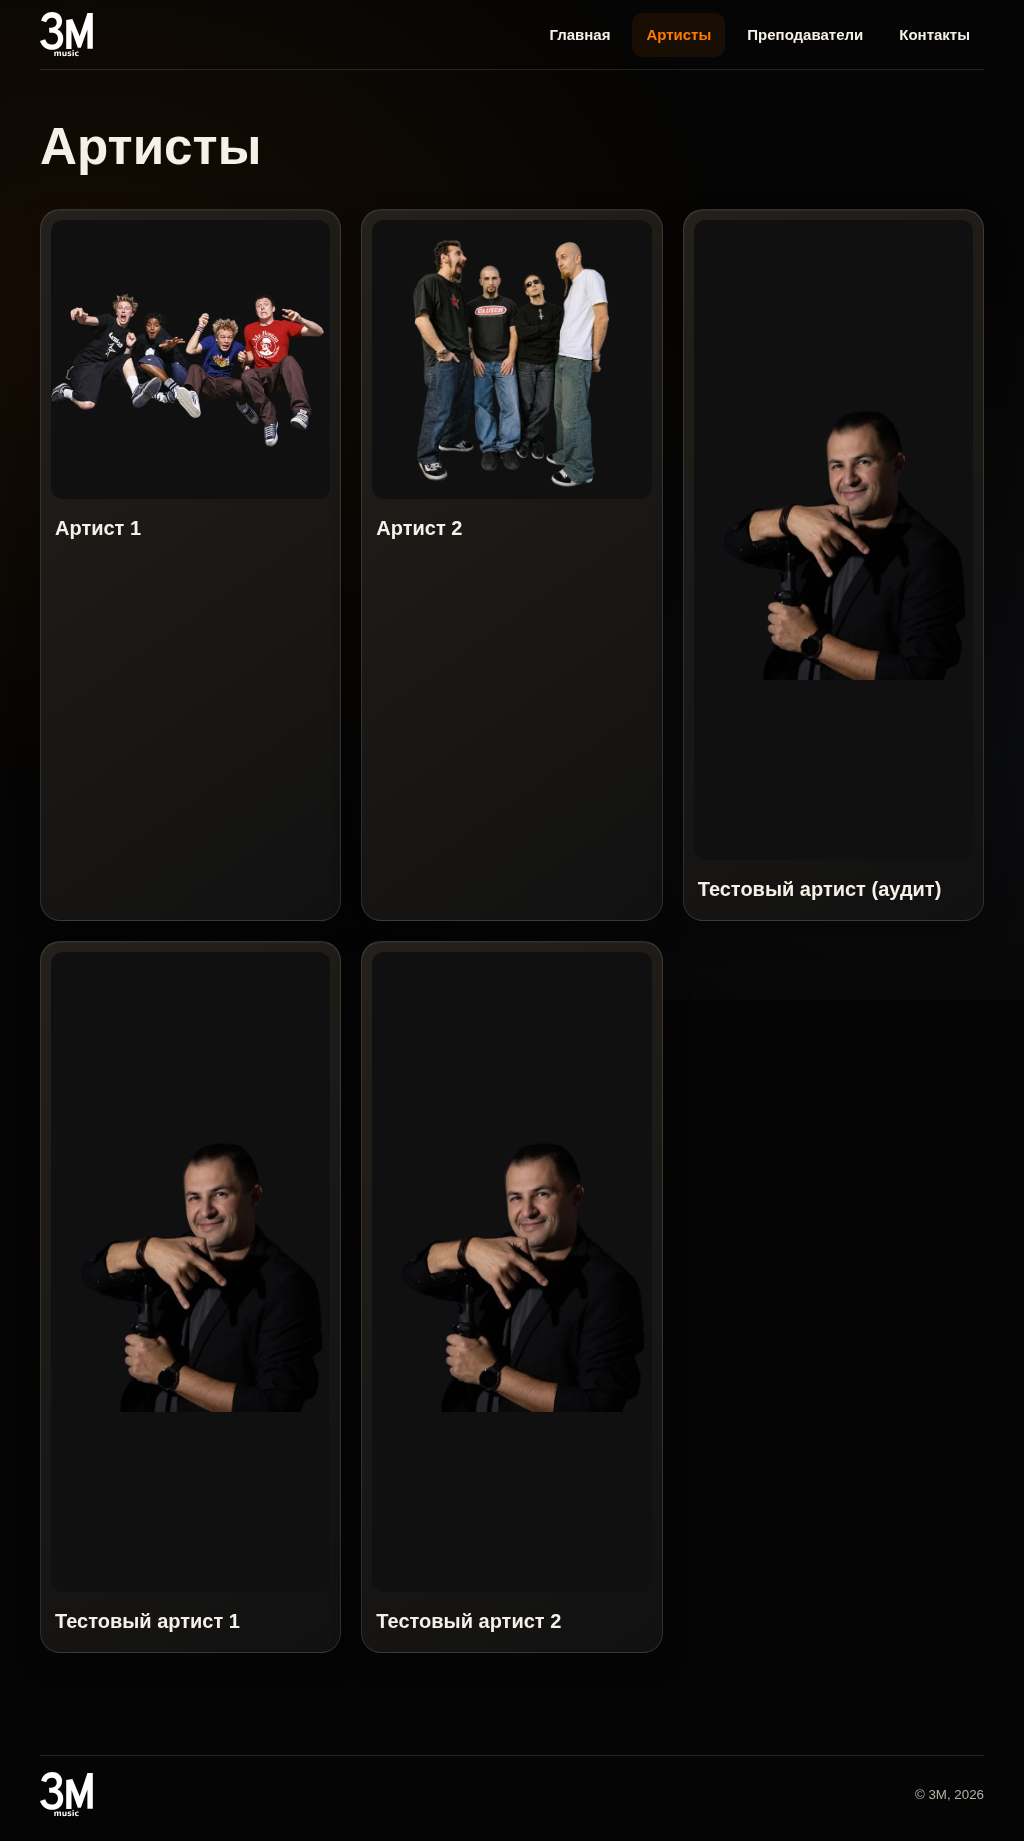 3M
music
Главная
Артисты
Преподаватели
Контакты
Артисты
CLUTCH
Артист 1
Артист 2
Тестовый артист (аудит)
Тестовый артист 1
Тестовый артист 2
3M
music
© 3M, 2026